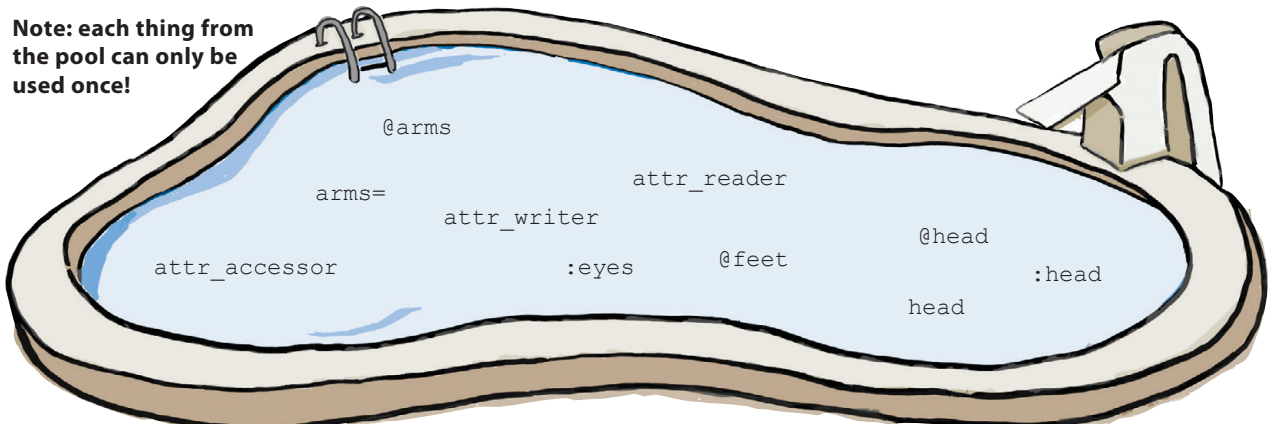 Note: each thing from
the pool can only be
used once!
@arms
attr_reader
arms=
attr_writer
@head
@feet
attr_accessor
:eyes
:head
head